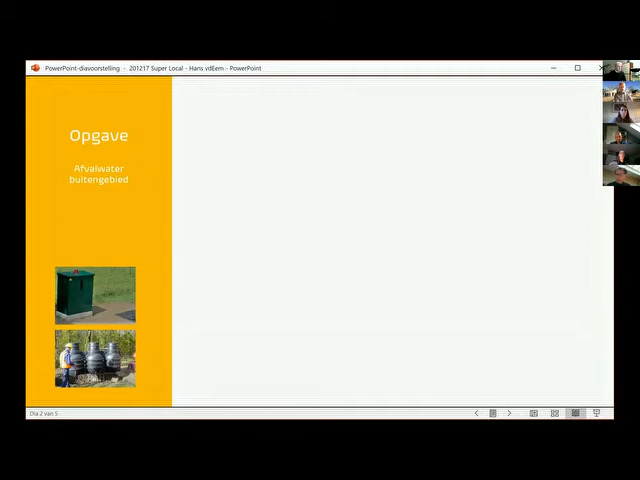 PowerPoint-diavoorstelling - 201217 Super Local - Hans vdEem - PowerPoint
Opgave
Afvalwater
buitengebied
Dia 2 van 5